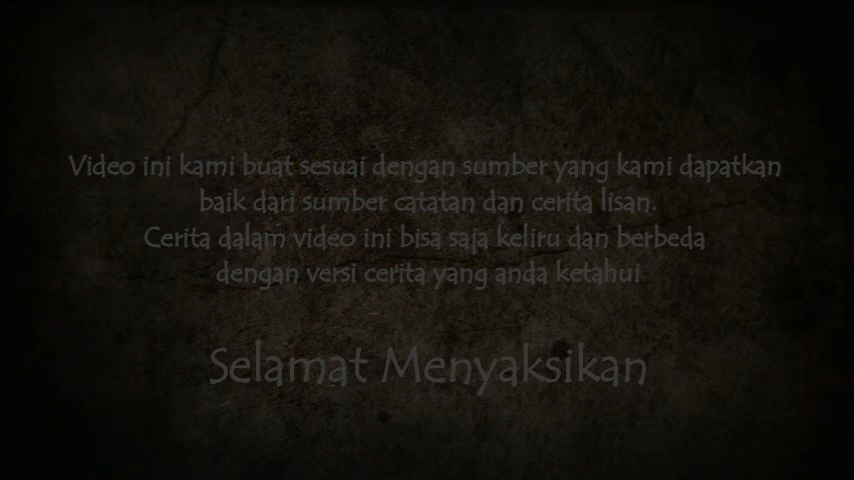 Video ini kami buat sesuai dengan sumber yang kami dapatkan
baik dari sumber catatan dan cerita lisan.
Cerita dalam video ini bisa saja keliru dan berbeda
dengan versi cerita yang anda ketahui
Selamat Menyaksikan